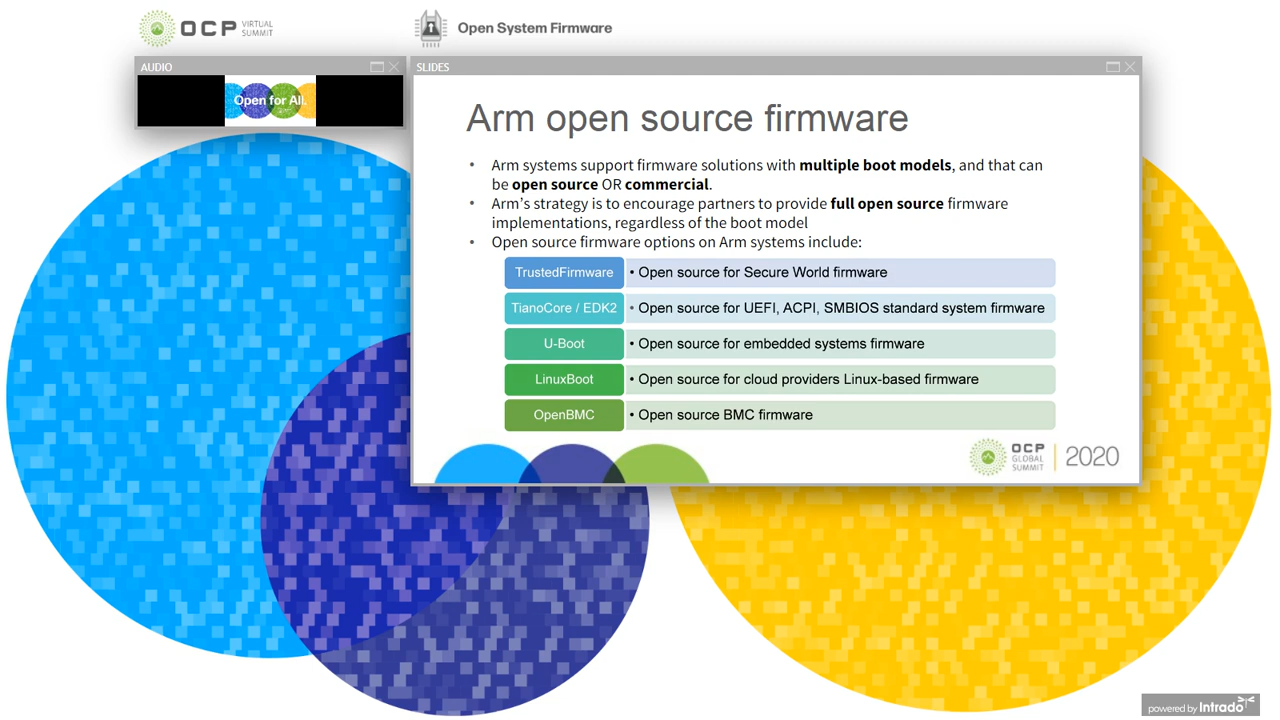 OCP VIRTUAL SUMMIT
Open System Firmware
AUDIO
Open for All.
SLIDES
Arm open source firmware
• Arm systems support firmware solutions with multiple boot models, and that can
be open source OR commercial.
• Arm's strategy is to encourage partners to provide full open source firmware
implementations, regardless of the boot model
• Open source firmware options on Arm systems include:
TrustedFirmware • Open source for Secure World firmware
TianoCore / EDK2 • Open source for UEFI, ACPI, SMBIOS standard system firmware
U-Boot • Open source for embedded systems firmware
LinuxBoot • Open source for cloud providers Linux-based firmware
OpenBMC • Open source BMC firmware
OCP
GLOBAL
SUMMIT
2020
powered by Intrado